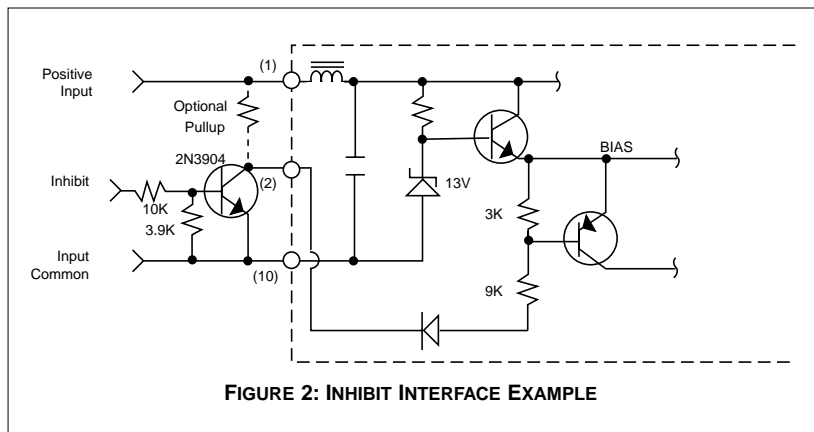 Positive
Input
(1)
Optional
Pullup
2N3904
BIAS
Inhibit
(2)
13V
10K
3.9K
3K
Input
Common
(10)
9K
FIGURE 2: INHIBIT INTERFACE EXAMPLE